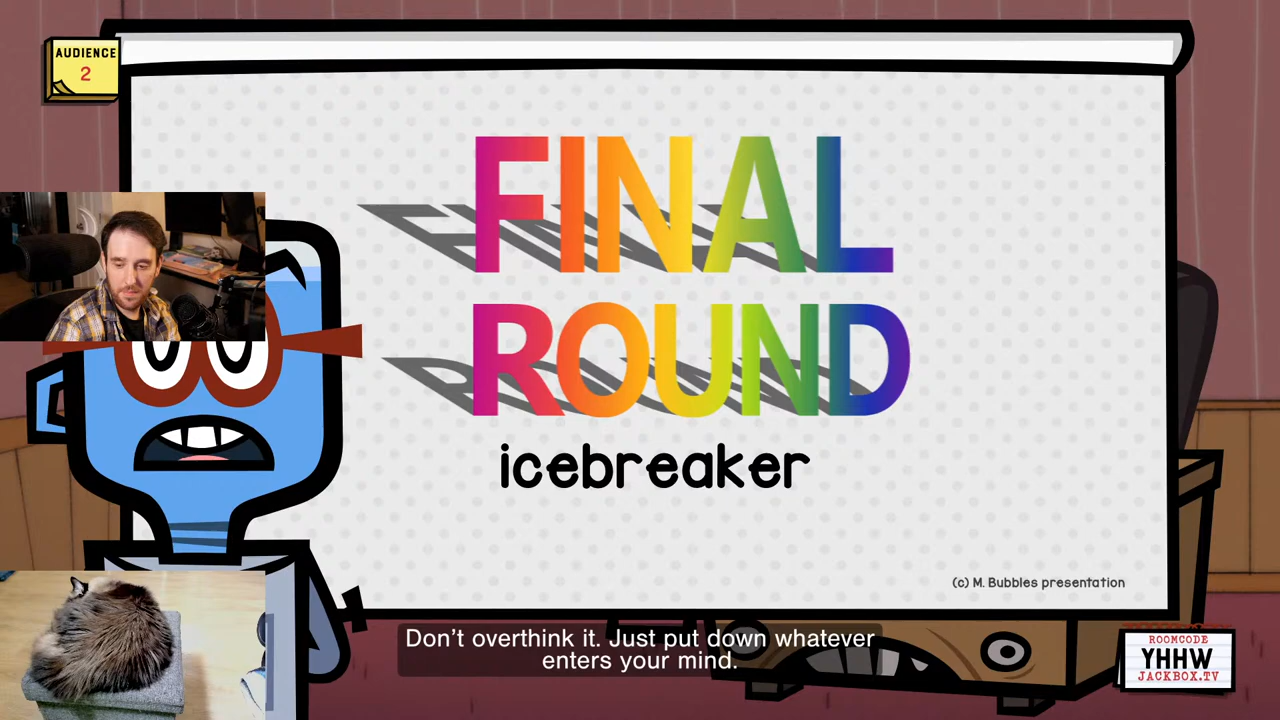 AUDIENCE
2
FINAL
ROUND
icebreaker
(c) M. Bubbles presentation
Don't overthink it. Just put down whatever
enters your mind.
ROOMCODE
YHHW
JACKBOX.TV